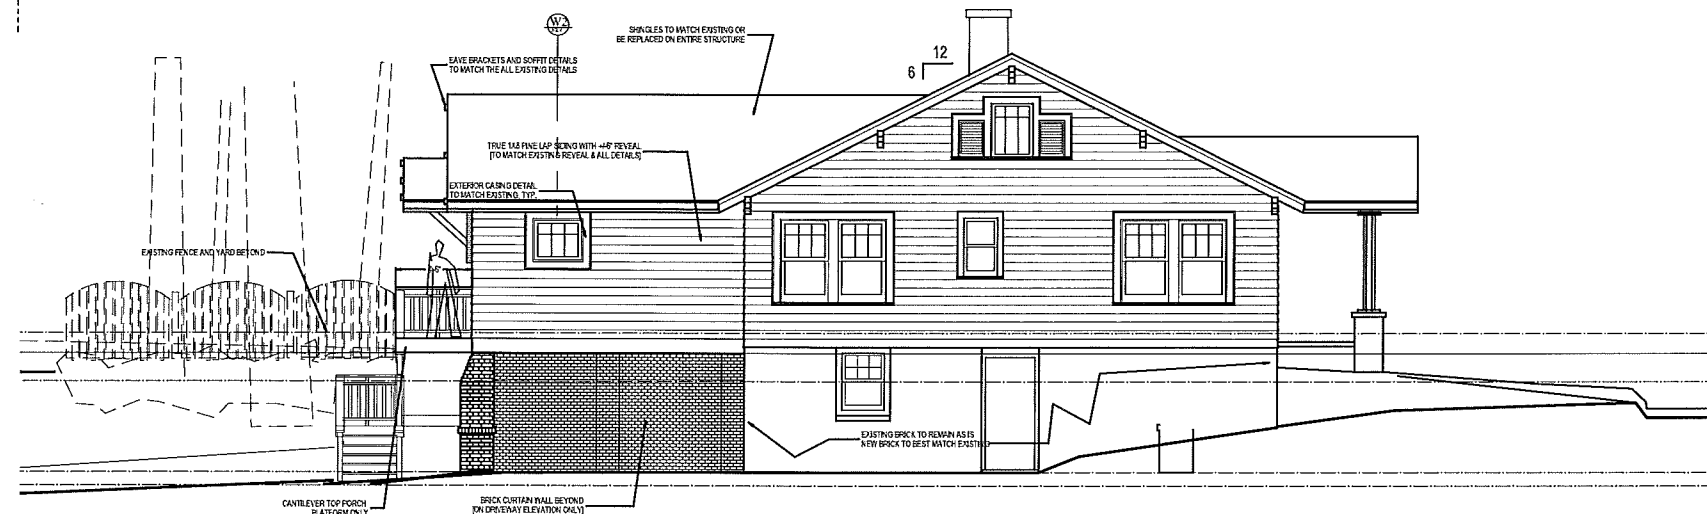 W2
SHINGLES TO MATCH EXISTING OR
BE REPLACED ON ENTIRE STRUCTURE
12
6
EAVE BRACKETS AND SOFFIT DETAILS
TO MATCH THE ALL EXISTING DETAILS
TRUE 1X8 PINE LAP SIDING WITH +/-6" REVEAL
[TO MATCH EXISTING REVEAL & ALL DETAILS]
EXTERIOR CASING DETAIL
TO MATCH EXISTING, TYP.
EXISTING FENCE AND YARD BEYOND
EXISTING BRICK TO REMAIN AS IS
NEW BRICK TO BEST MATCH EXISTING
CANTILEVER TOP PORCH
PLATFORM ONLY
BRICK CURTAIN WALL BEYOND
[ON DRIVEWAY ELEVATION ONLY]